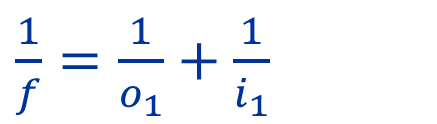 1/f = 1/o₁ + 1/i₁